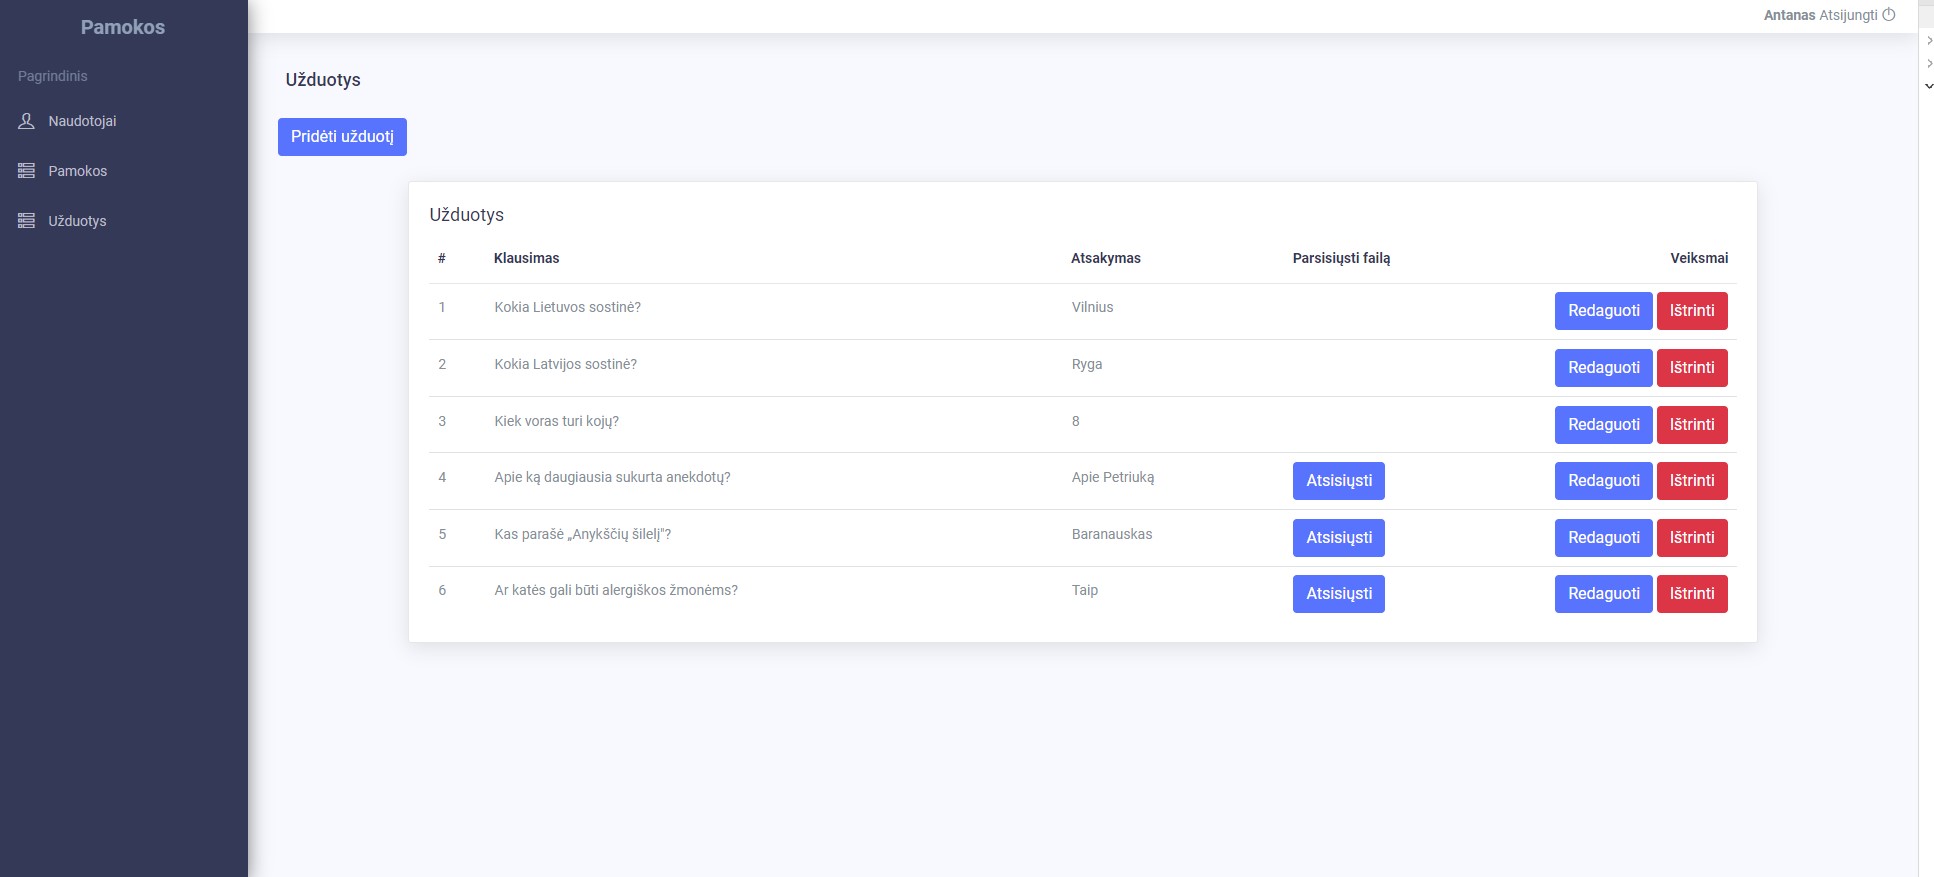 Pamokos
Antanas Atsijungti
Pagrindinis
Naudotojai
Pamokos
Užduotys
Užduotys
Pridėti užduotį
Užduotys
# Klausimas Atsakymas Parsisiųsti failą Veiksmai
1 Kokia Lietuvos sostinė? Vilnius Redaguoti Ištrinti
2 Kokia Latvijos sostinė? Ryga Redaguoti Ištrinti
3 Kiek voras turi kojų? 8 Redaguoti Ištrinti
4 Apie ką daugiausia sukurta anekdotų? Apie Petriuką Atsisiųsti Redaguoti Ištrinti
5 Kas parašė „Anykščių šilelį"? Baranauskas Atsisiųsti Redaguoti Ištrinti
6 Ar katės gali būti alergiškos žmonėms? Taip Atsisiųsti Redaguoti Ištrinti